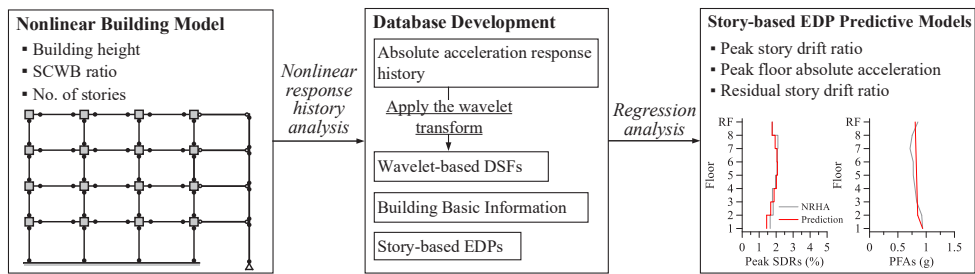 Nonlinear Building Model
▪ Building height
▪ SCWB ratio
▪ No. of stories
Nonlinear
response
history
analysis
Database Development
Absolute acceleration response
history
Apply the wavelet
transform
Wavelet-based DSFs
Building Basic Information
Story-based EDPs
Regression
analysis
Story-based EDP Predictive Models
▪ Peak story drift ratio
▪ Peak floor absolute acceleration
▪ Residual story drift ratio
Floor
RF
8
7
6
5
4
3
2
1
0 1 2 3 4 5
Peak SDRs (%)
Floor
RF
8
7
6
5
4
3
2
1
NRHA
Prediction
0 0.5 1 1.5
PFAs (g)